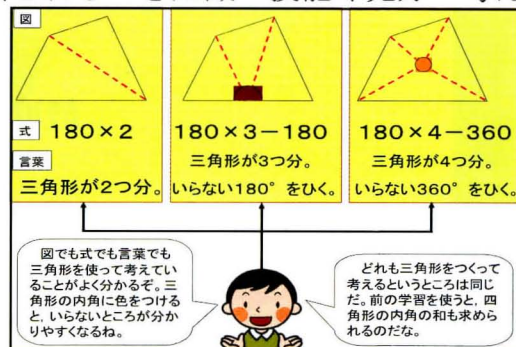 図
式 180×2
言葉
三角形が2つ分。
180×3－180
三角形が3つ分。
いらない180°をひく。
180×4－360
三角形が4つ分。
いらない360°をひく。
図でも式でも言葉でも
三角形を使って考えてい
ることがよく分かるぞ。三
角形の内角に色をつける
と，いらないところが分か
りやすくなるね。
どれも三角形をつくって
考えるというところは同じ
だ。前の学習を使うと，四
角形の内角の和も求めら
れるのだな。